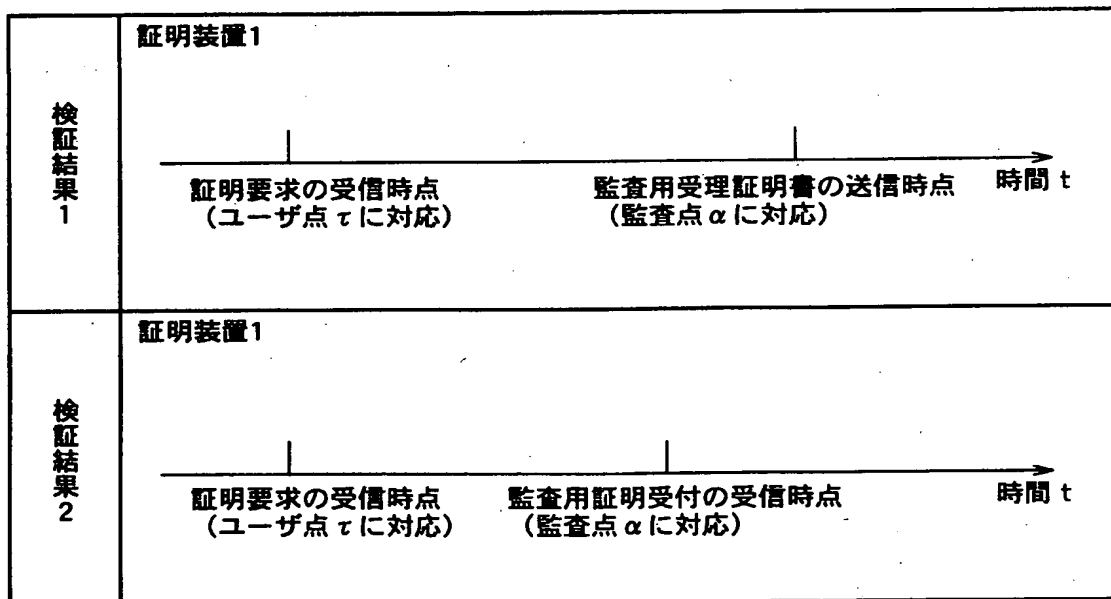 検証結果1
証明装置1
証明要求の受信時点
（ユーザ点τに対応）
監査用受理証明書の送信時点
（監査点αに対応）
時間 t
検証結果2
証明装置1
証明要求の受信時点
（ユーザ点τに対応）
監査用証明受付の受信時点
（監査点αに対応）
時間 t